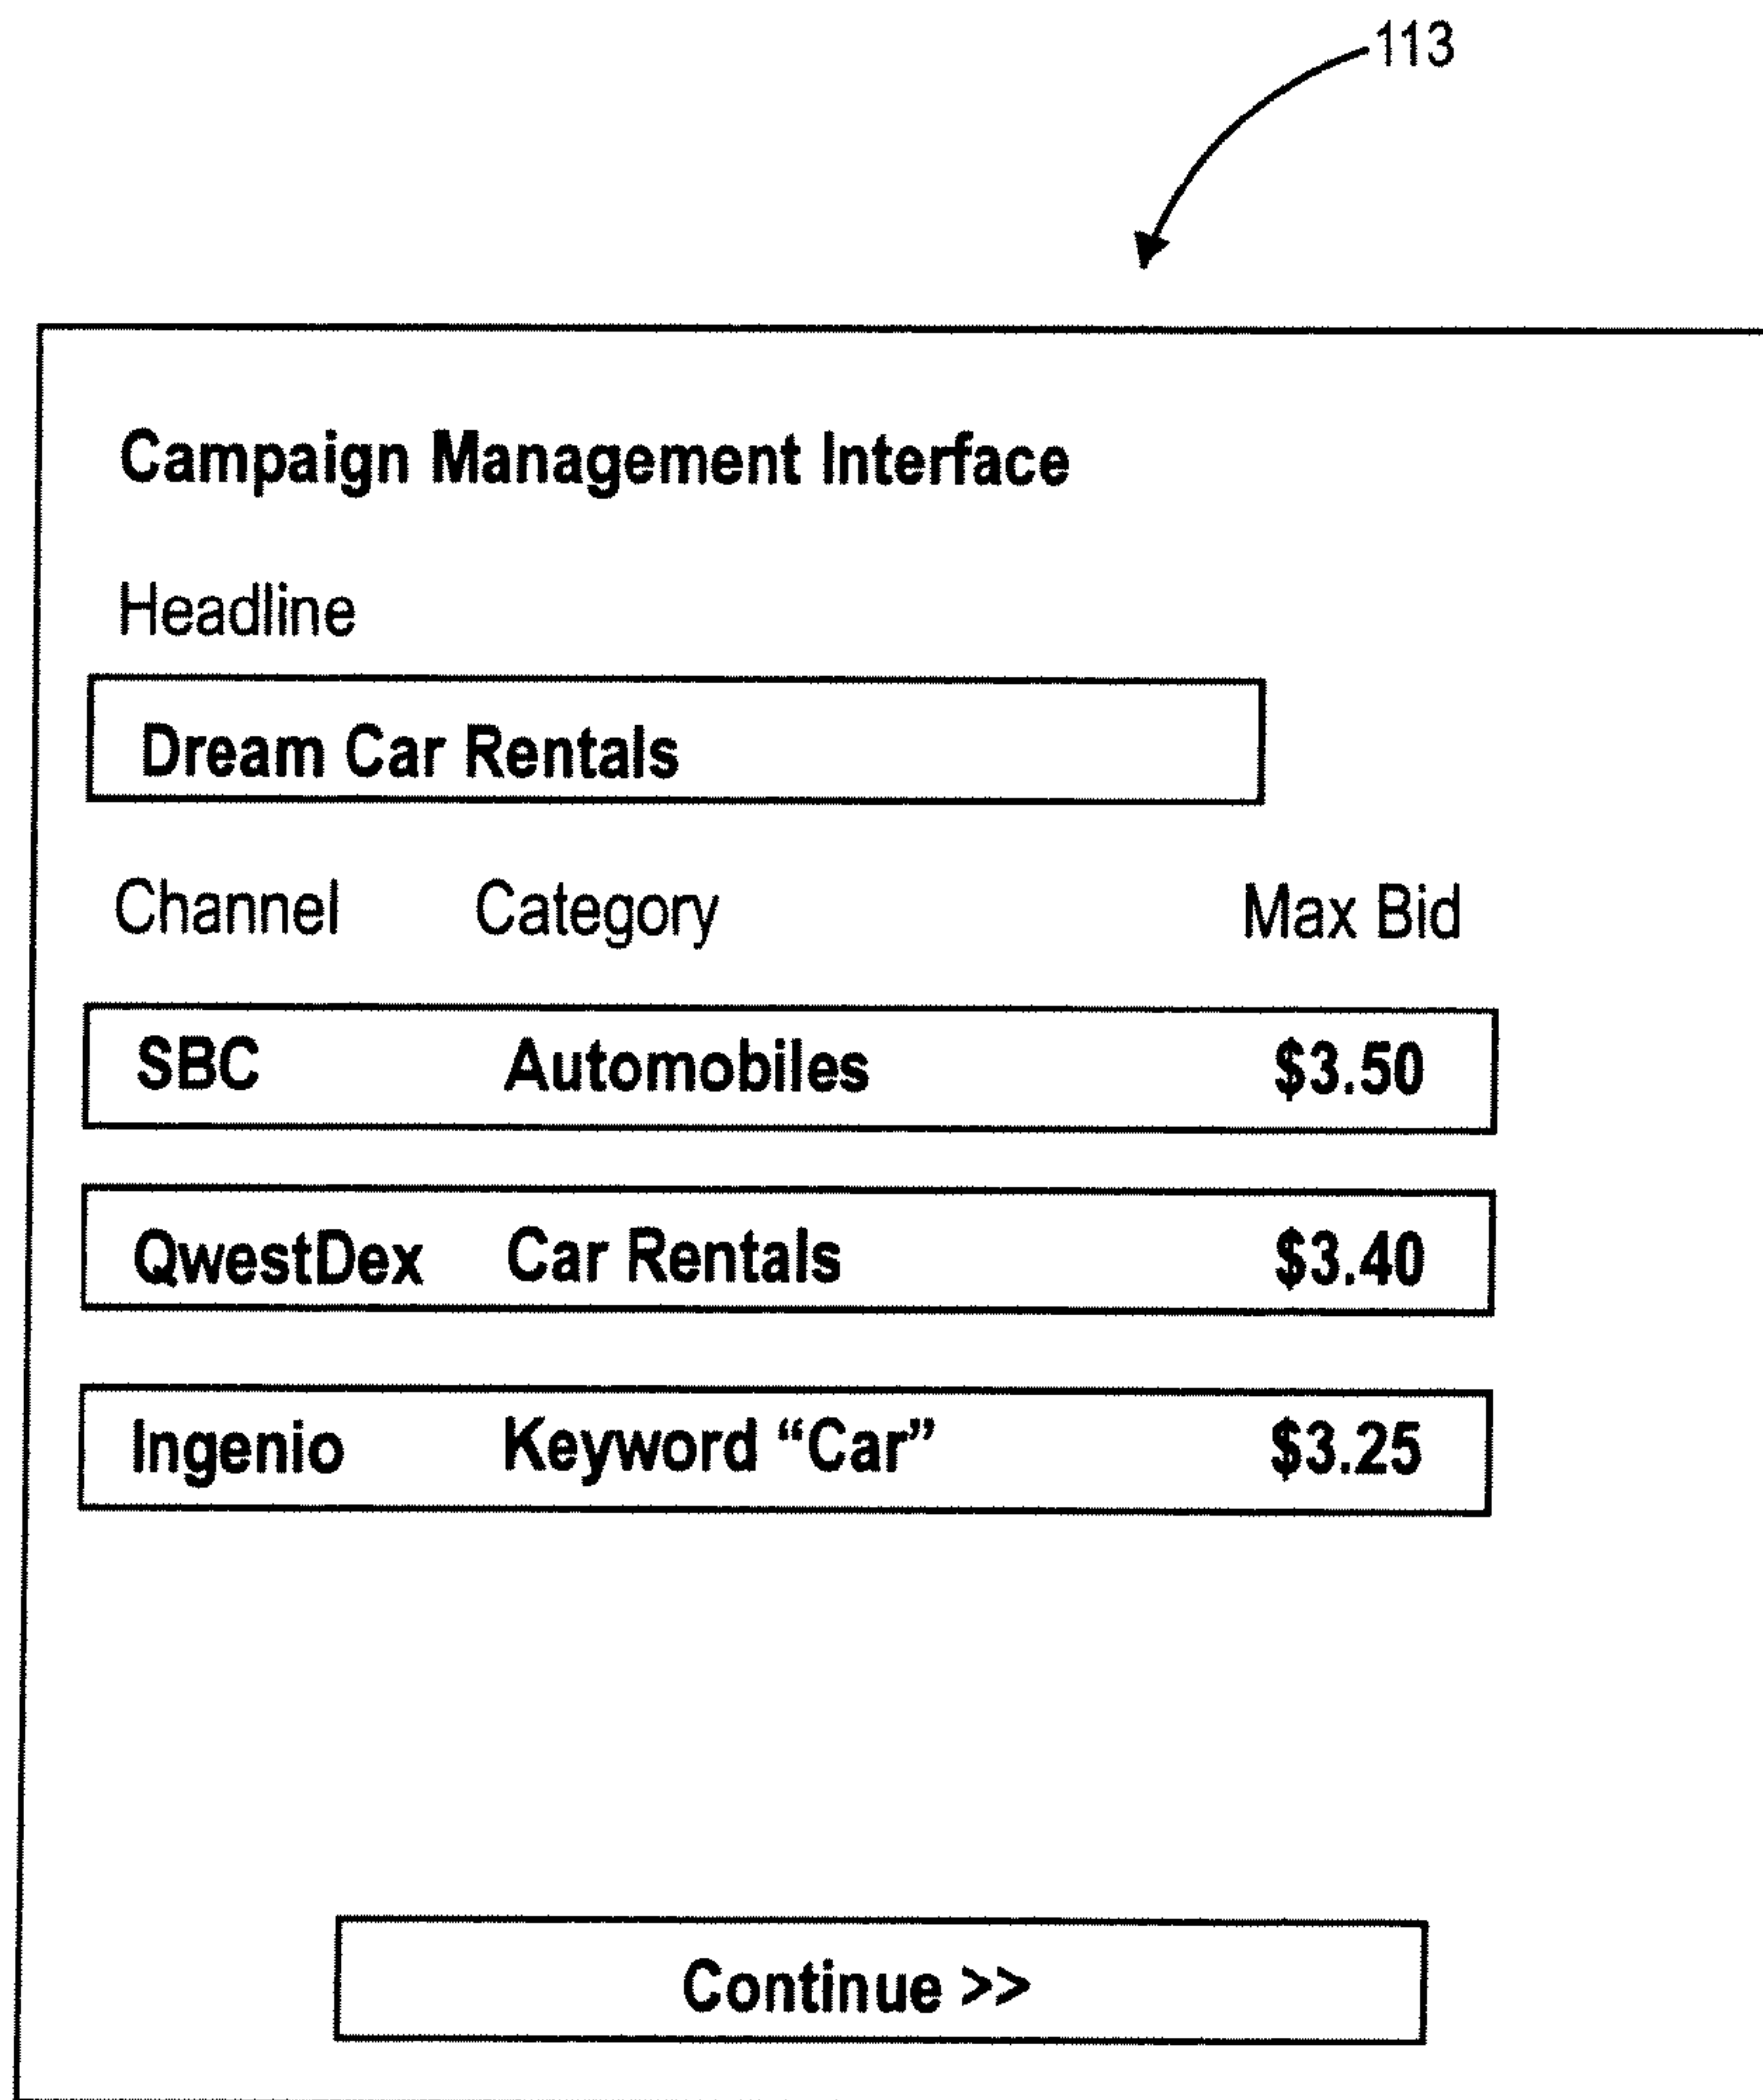 113
Campaign Management Interface
Headline
Dream Car Rentals
Channel Category Max Bid
SBC Automobiles $3.50
QwestDex Car Rentals $3.40
Ingenio Keyword “Car” $3.25
Continue >>